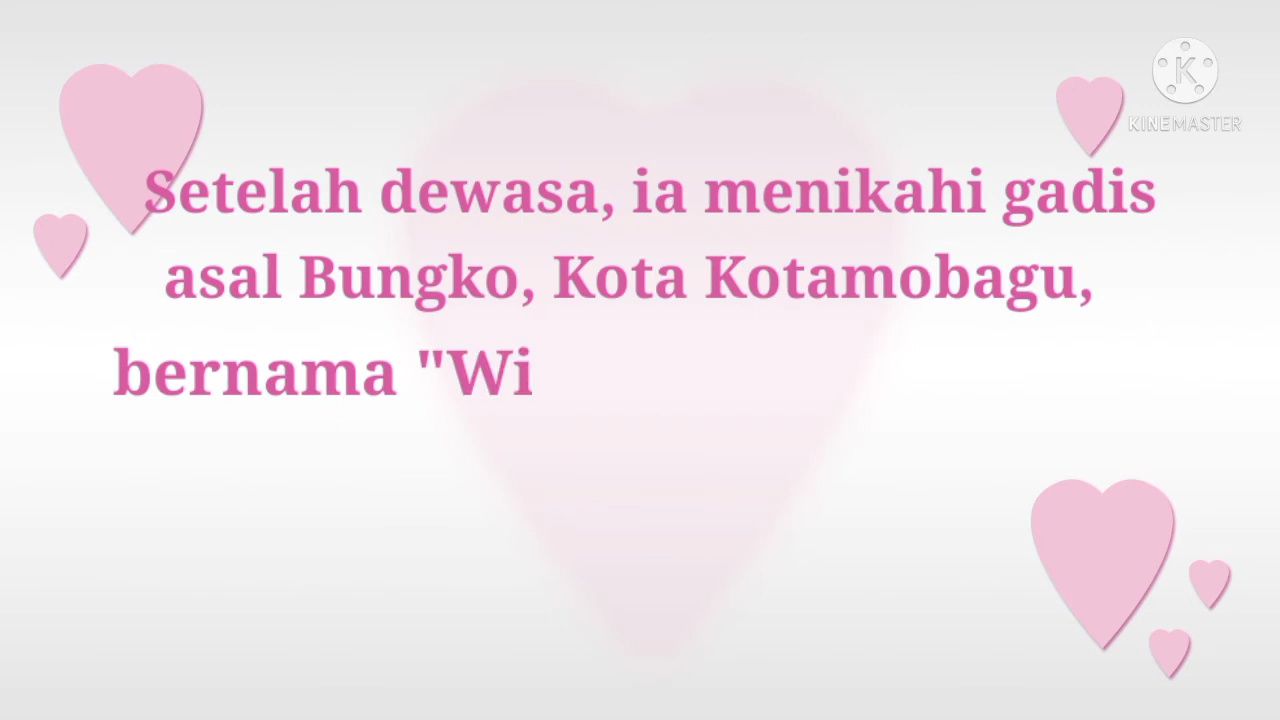 K
KINEMASTER
Setelah dewasa, ia menikahi gadis
asal Bungko, Kota Kotamobagu,
bernama "Wi